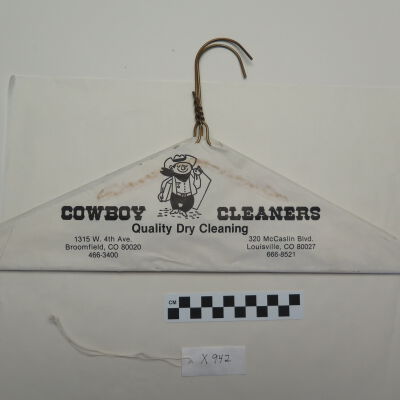 COWBOY CLEANERS
Quality Dry Cleaning
1315 W. 4th Ave.
Broomfield, CO 80020
466-3400
320 McCaslin Blvd.
Louisville, CO 80027
666-8521
CM
X 942